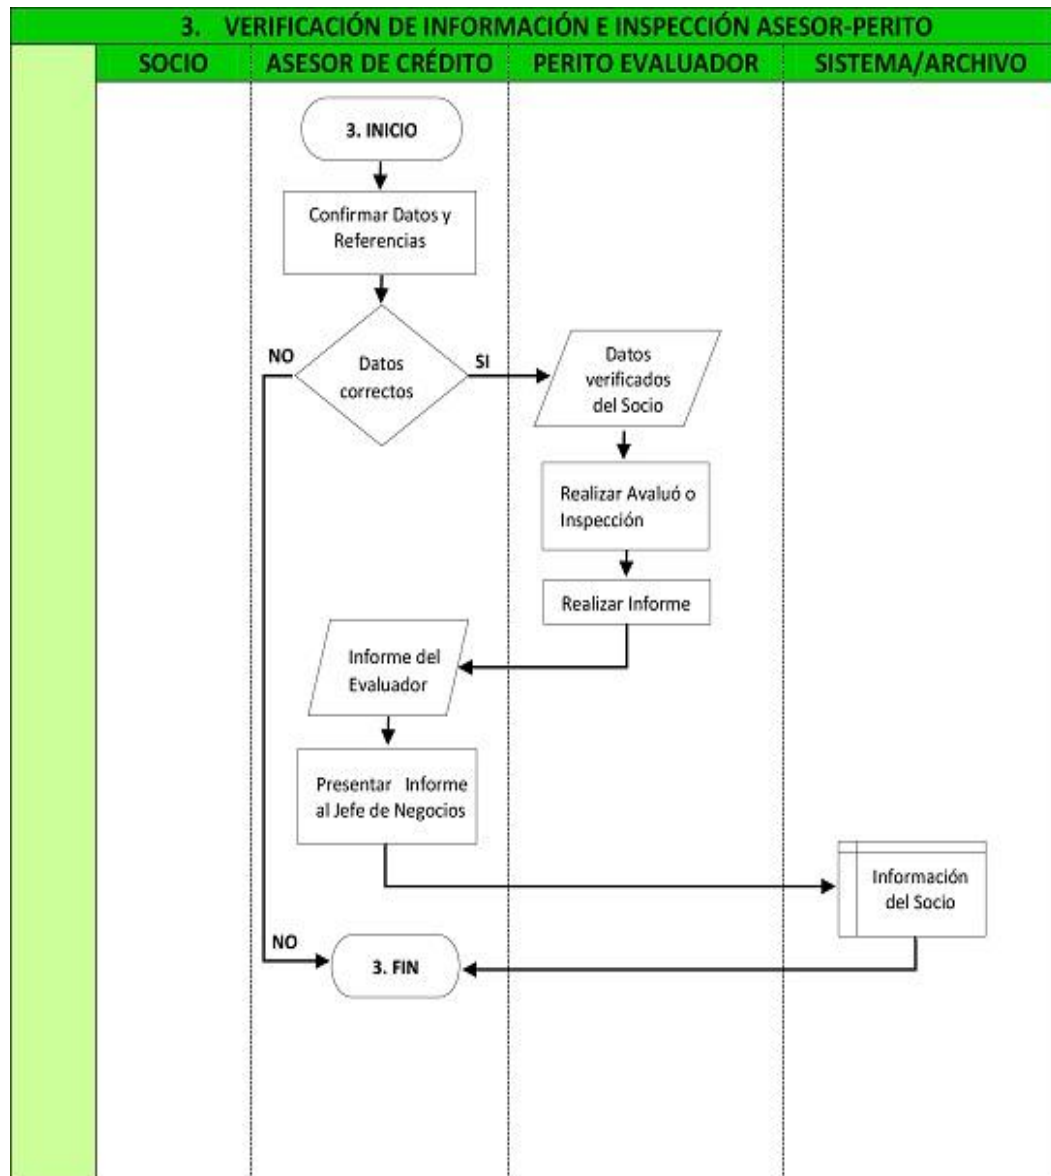 3. VERIFICACIÓN DE INFORMACIÓN E INSPECCIÓN ASESOR-PERITO
SOCIO
ASESOR DE CRÉDITO
PERITO EVALUADOR
SISTEMA/ARCHIVO
3. INICIO
Confirmar Datos y
Referencias
NO
Datos
correctos
SI
Datos
verificados
del Socio
Realizar Avaluó o
Inspección
Realizar Informe
Informe del
Evaluador
Presentar Informe
al Jefe de Negocios
Información
del Socio
NO
3. FIN